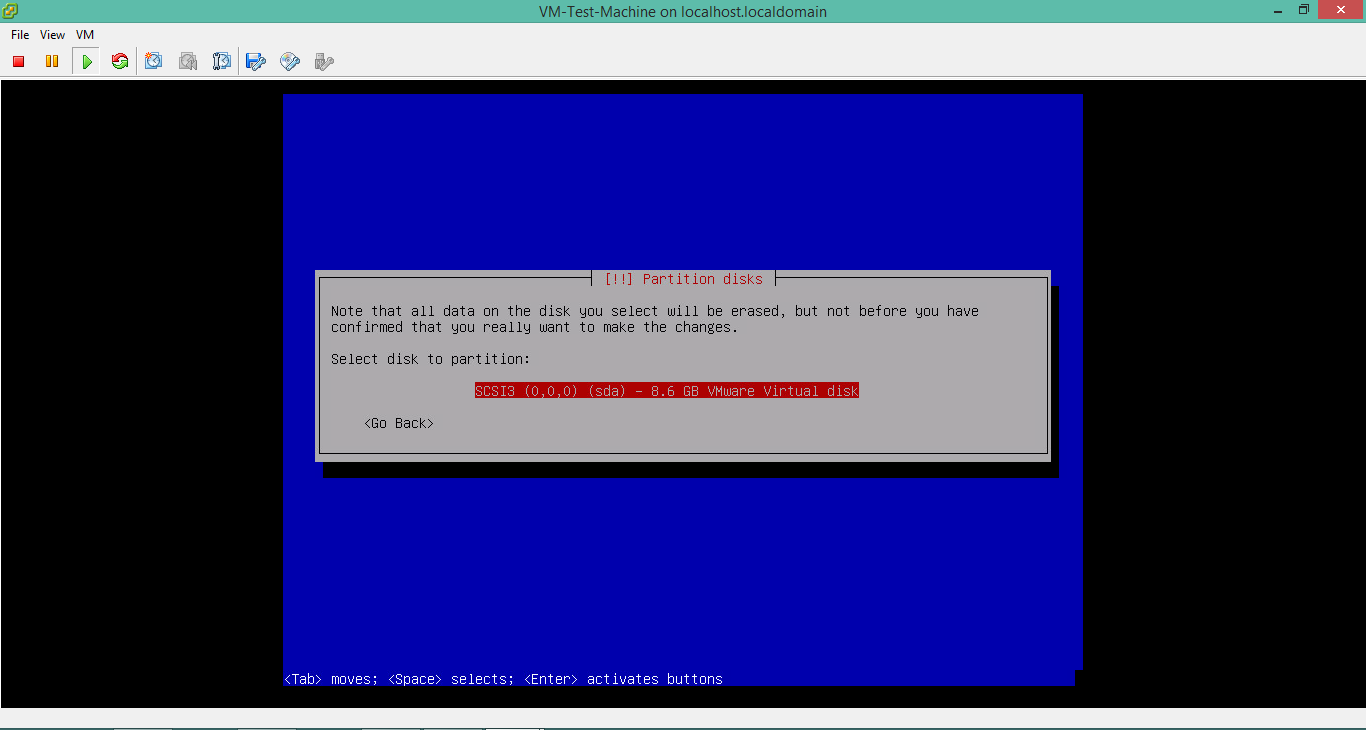 VM-Test-Machine on localhost.localdomain
File View VM
[!!] Partition disks
Note that all data on the disk you select will be erased, but not before you have
confirmed that you really want to make the changes.
Select disk to partition:
SCSI3 (0,0,0) (sda) - 8.6 GB VMware Virtual disk
<Go Back>
<Tab> moves; <Space> selects; <Enter> activates buttons